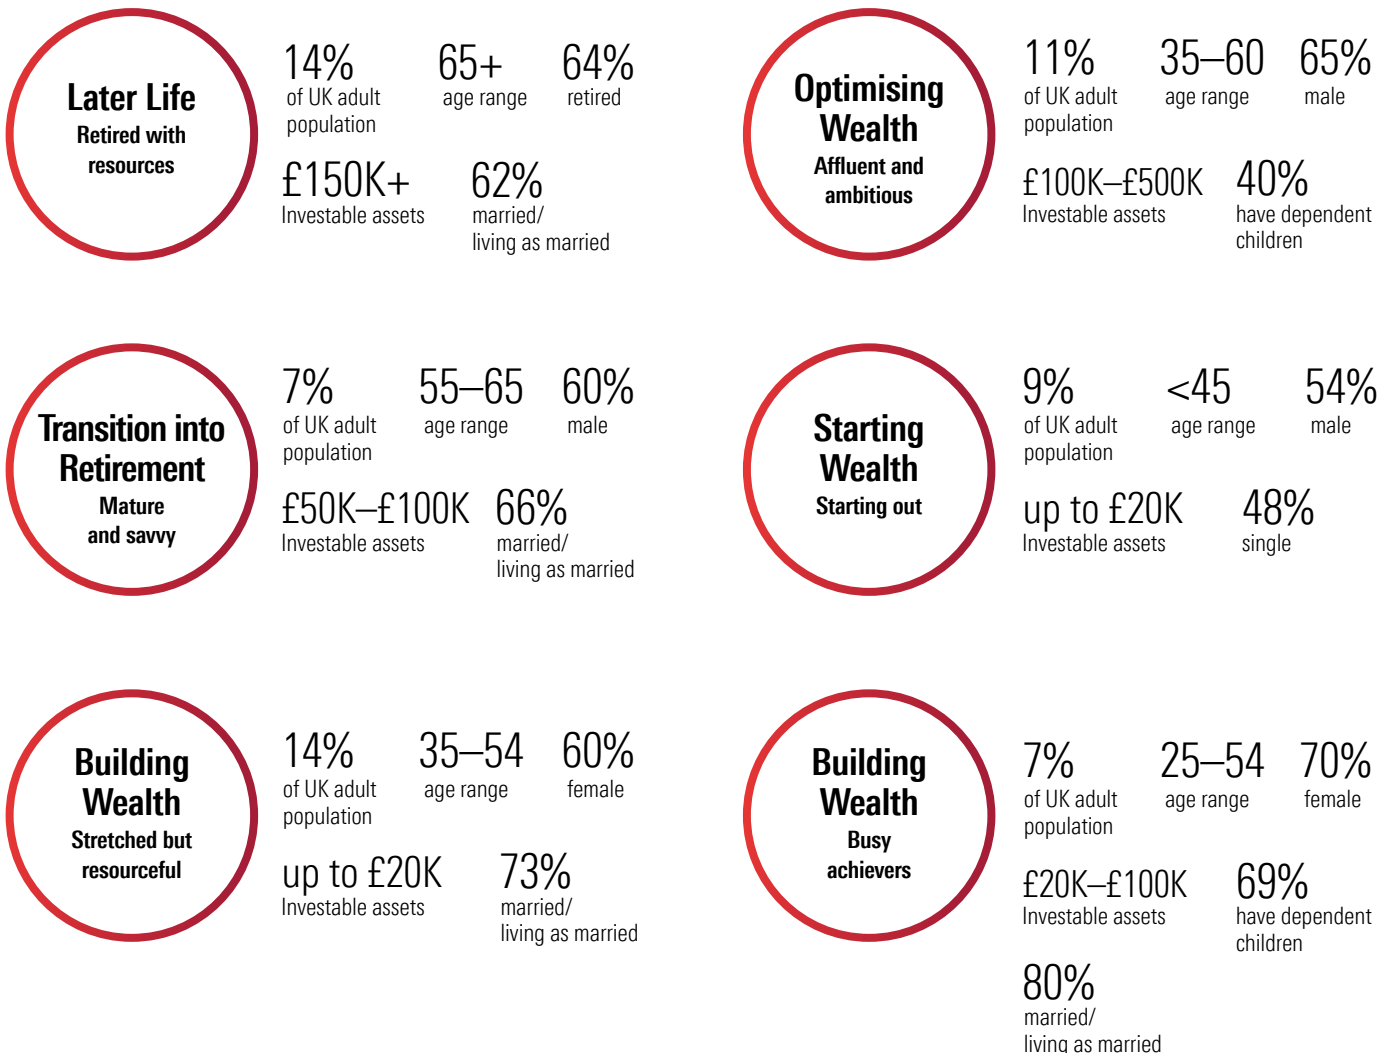 Later Life
Retired with
resources
14%
of UK adult
population
65+
age range
64%
retired
£150K+
Investable assets
62%
married/
living as married
Optimising
Wealth
Affluent and
ambitious
11%
of UK adult
population
35–60
age range
65%
male
£100K–£500K
Investable assets
40%
have dependent
children
Transition into
Retirement
Mature
and savvy
7%
of UK adult
population
55–65
age range
60%
male
£50K–£100K
Investable assets
66%
married/
living as married
Starting
Wealth
Starting out
9%
of UK adult
population
<45
age range
54%
male
up to £20K
Investable assets
48%
single
Building
Wealth
Stretched but
resourceful
14%
of UK adult
population
35–54
age range
60%
female
up to £20K
Investable assets
73%
married/
living as married
Building
Wealth
Busy
achievers
7%
of UK adult
population
25–54
age range
70%
female
£20K–£100K
Investable assets
69%
have dependent
children
80%
married/
living as married